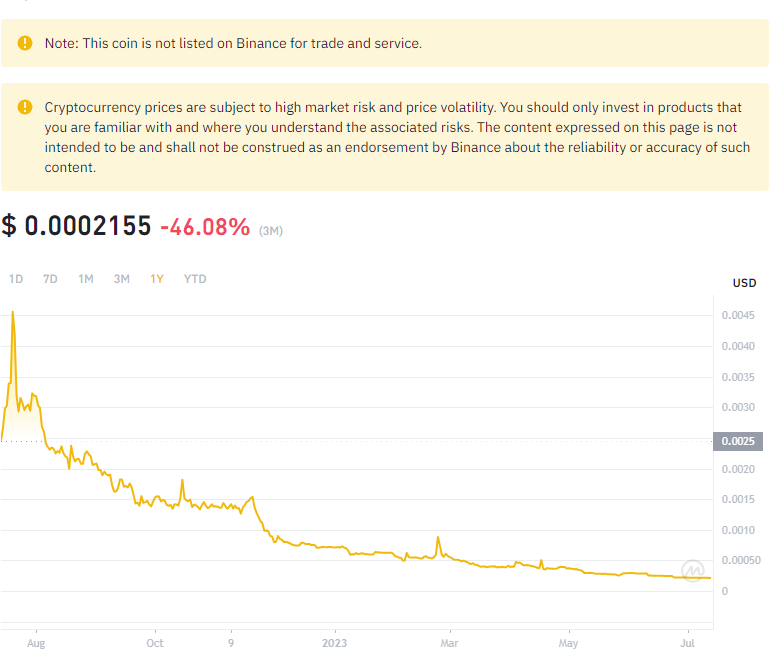 Note: This coin is not listed on Binance for trade and service.
Cryptocurrency prices are subject to high market risk and price volatility. You should only invest in products that
you are familiar with and where you understand the associated risks. The content expressed on this page is not
intended to be and shall not be construed as an endorsement by Binance about the reliability or accuracy of such
content.
$ 0.0002155 -46.08% (3M)
1D 7D 1M 3M 1Y YTD
USD
0.0045
0.0040
0.0035
0.0030
0.0025
0.0020
0.0015
0.0010
0.00050
0
Aug Oct 9 2023 Mar May Jul